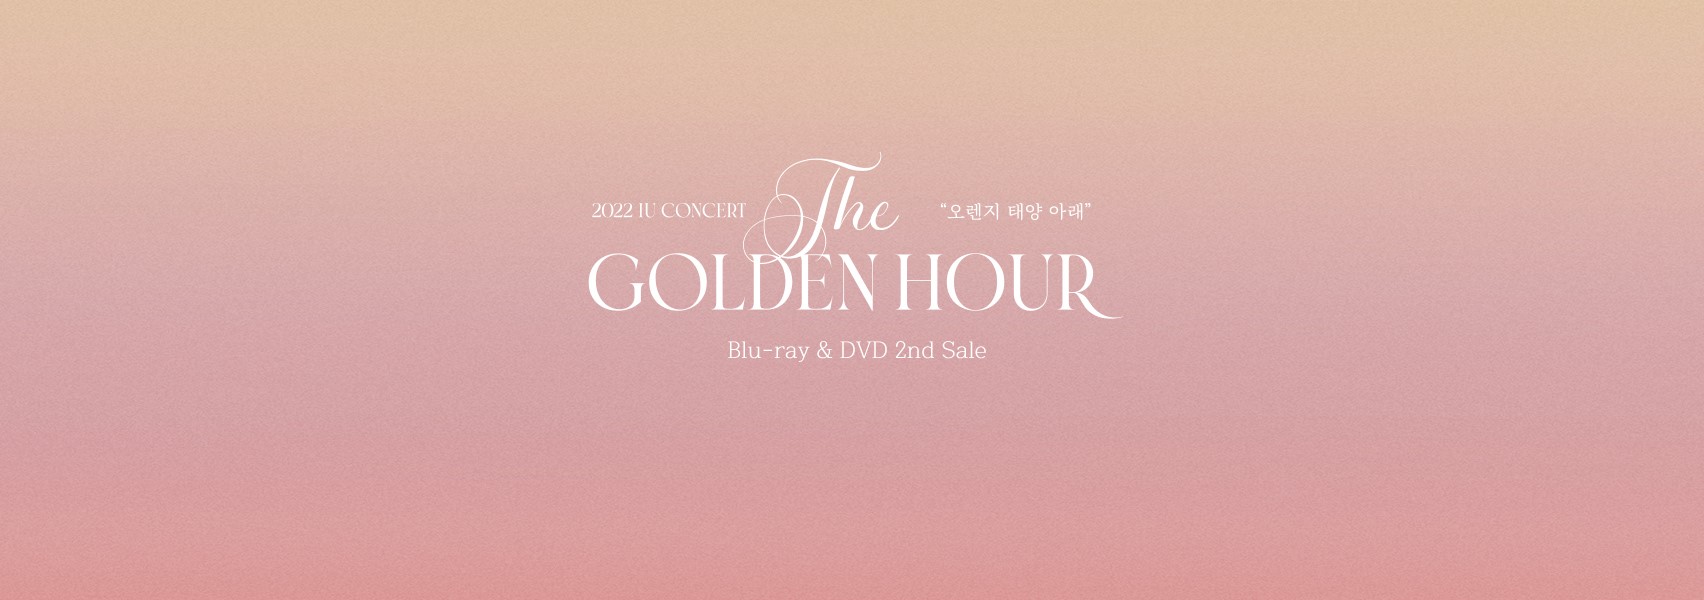 2022 IU CONCERT The “오렌지 태양 아래”
GOLDEN HOUR
Blu-ray & DVD 2nd Sale